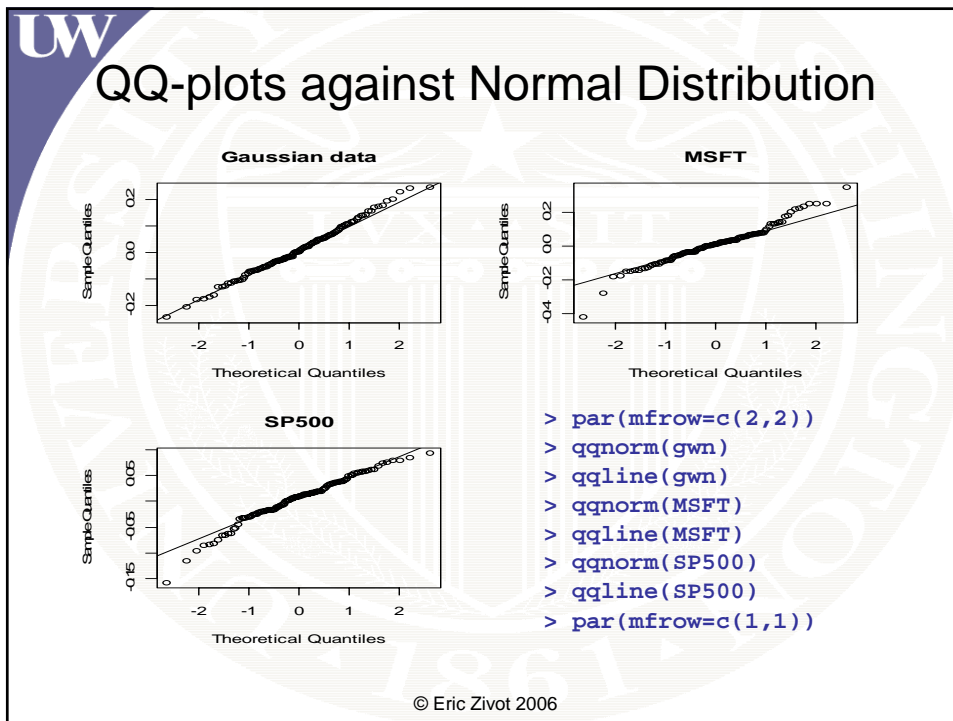 UW
QQ-plots against Normal Distribution
Gaussian data
Sample Quantiles
0.2
0.0
-0.2
-2 -1 0 1 2
Theoretical Quantiles
MSFT
Sample Quantiles
0.2
0.0
-0.2
-0.4
-2 -1 0 1 2
Theoretical Quantiles
SP500
Sample Quantiles
0.05
-0.05
-0.15
-2 -1 0 1 2
Theoretical Quantiles
> par(mfrow=c(2,2))
> qqnorm(gwn)
> qqline(gwn)
> qqnorm(MSFT)
> qqline(MSFT)
> qqnorm(SP500)
> qqline(SP500)
> par(mfrow=c(1,1))
1861
© Eric Zivot 2006